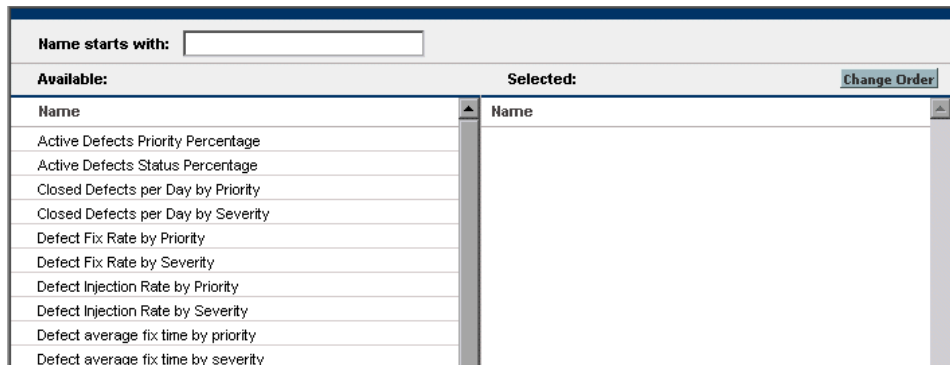 Name starts with:
Available: Selected: Change Order
Name Name
Active Defects Priority Percentage
Active Defects Status Percentage
Closed Defects per Day by Priority
Closed Defects per Day by Severity
Defect Fix Rate by Priority
Defect Fix Rate by Severity
Defect Injection Rate by Priority
Defect Injection Rate by Severity
Defect average fix time by priority
Defect average fix time by severity